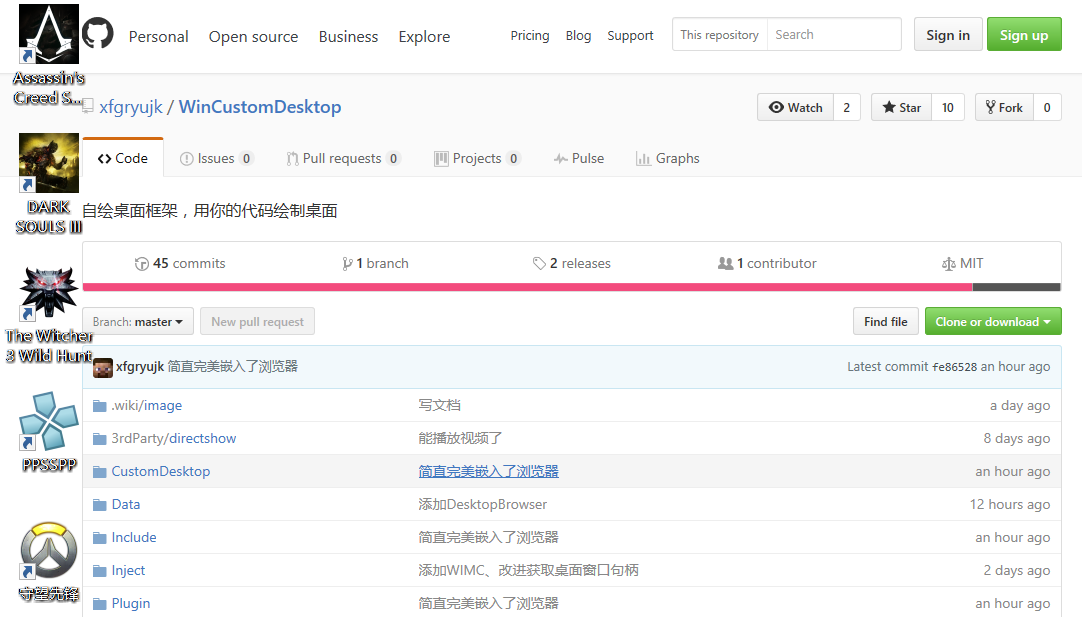 Personal Open source Business Explore Pricing Blog Support This repository Search Sign in Sign up
Assassin's
Creed S...
xfgryujk / WinCustomDesktop Watch 2 Star 10 Fork 0
Code Issues 0 Pull requests 0 Projects 0 Pulse Graphs
DARK
SOULS III
自绘桌面框架，用你的代码绘制桌面
45 commits 1 branch 2 releases 1 contributor MIT
Branch: master New pull request Find file Clone or download
The Witcher
3 Wild Hunt
xfgryujk 简直完美嵌入了浏览器 Latest commit fe86528 an hour ago
.wiki/image 写文档 a day ago
3rdParty/directshow 能播放视频了 8 days ago
PPSSPP
CustomDesktop 简直完美嵌入了浏览器 an hour ago
Data 添加DesktopBrowser 12 hours ago
Include 简直完美嵌入了浏览器 an hour ago
Inject 添加WIMC、改进获取桌面窗口句柄 2 days ago
守望先锋
Plugin 简直完美嵌入了浏览器 an hour ago